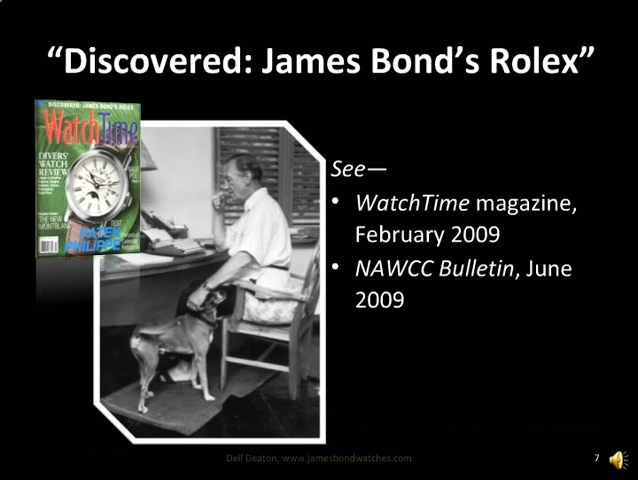 “Discovered: James Bond’s Rolex”
DISCOVERED: JAMES BOND'S ROLEX
WatchTime
DIVERS'
WATCH
REVIEW
THE NEW
MONTBLANC
TEST
PATEK
PHILIPPE
See—
• WatchTime magazine,
February 2009
• NAWCC Bulletin, June
2009
Dell Deaton, www.jamesbondwatches.com
7